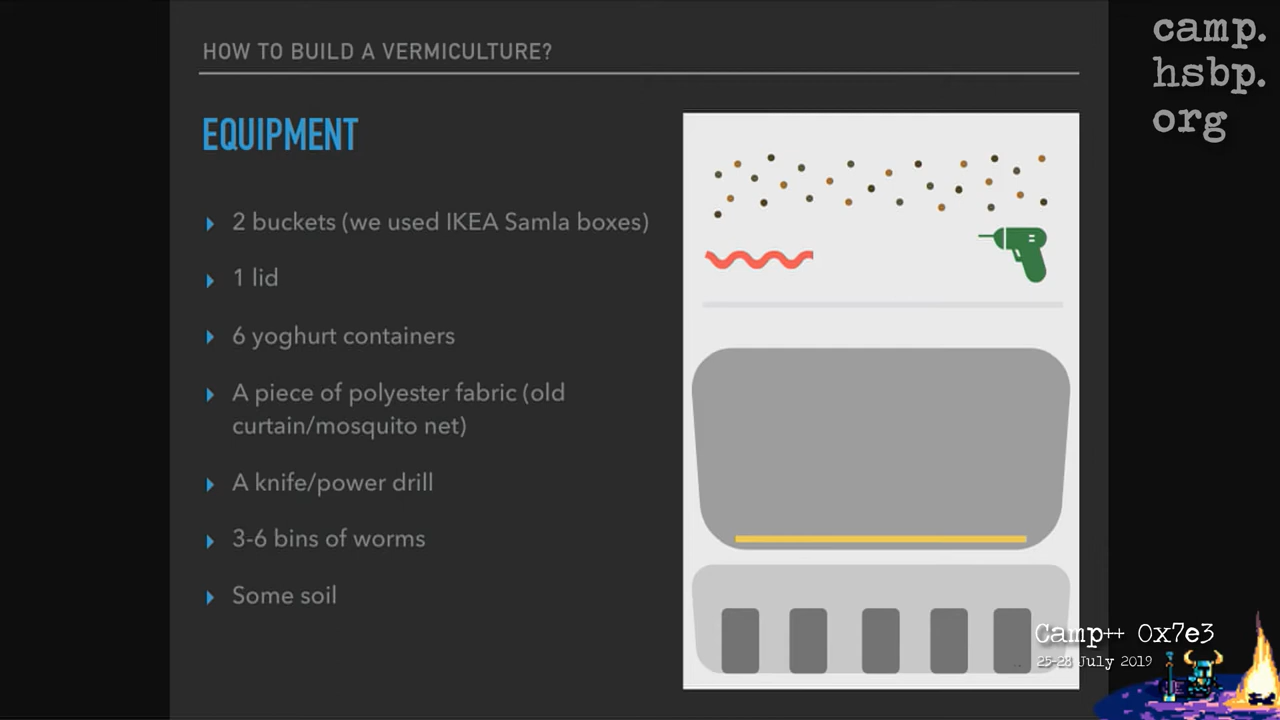 HOW TO BUILD A VERMICULTURE?
EQUIPMENT
2 buckets (we used IKEA Samla boxes)
1 lid
6 yoghurt containers
A piece of polyester fabric (old
curtain/mosquito net)
A knife/power drill
3-6 bins of worms
Some soil
camp.
hsbp.
org
Camp++ 0x7e3
25-28 July 2019